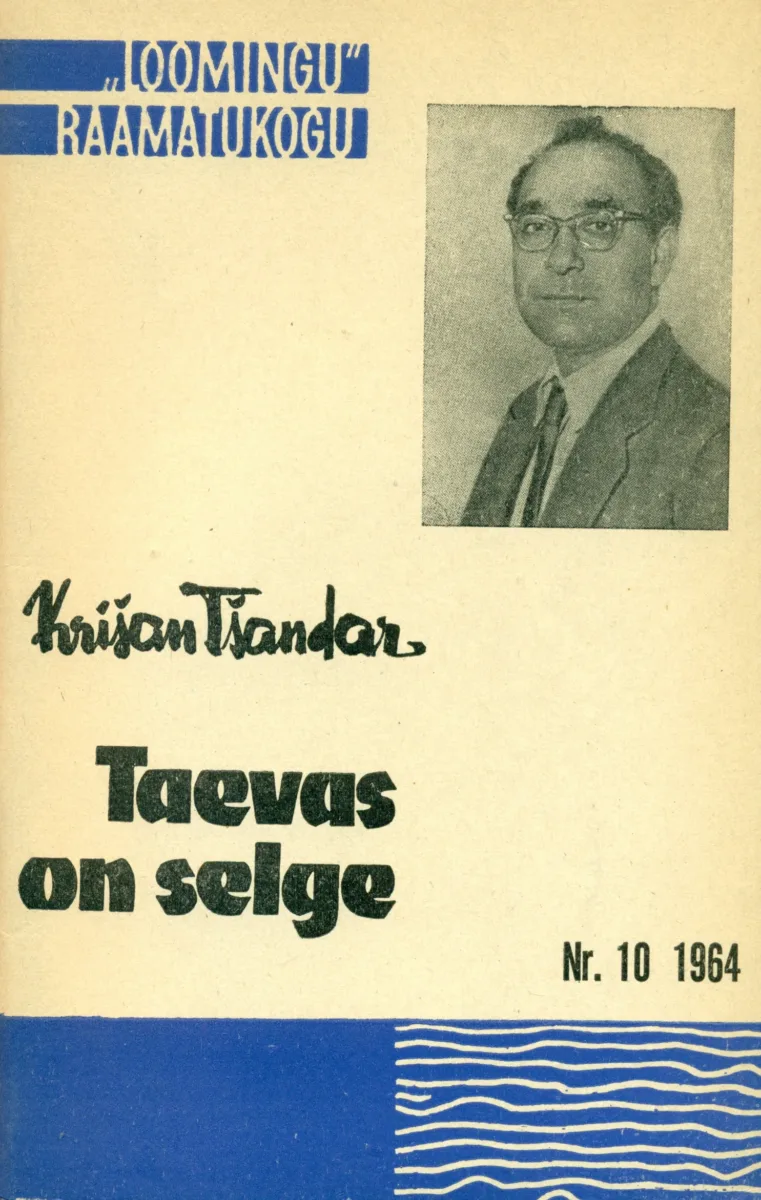 „LOOMINGU“
RAAMATUKOGU
Krišan Tšandar
Taevas
on selge
Nr. 10 1964